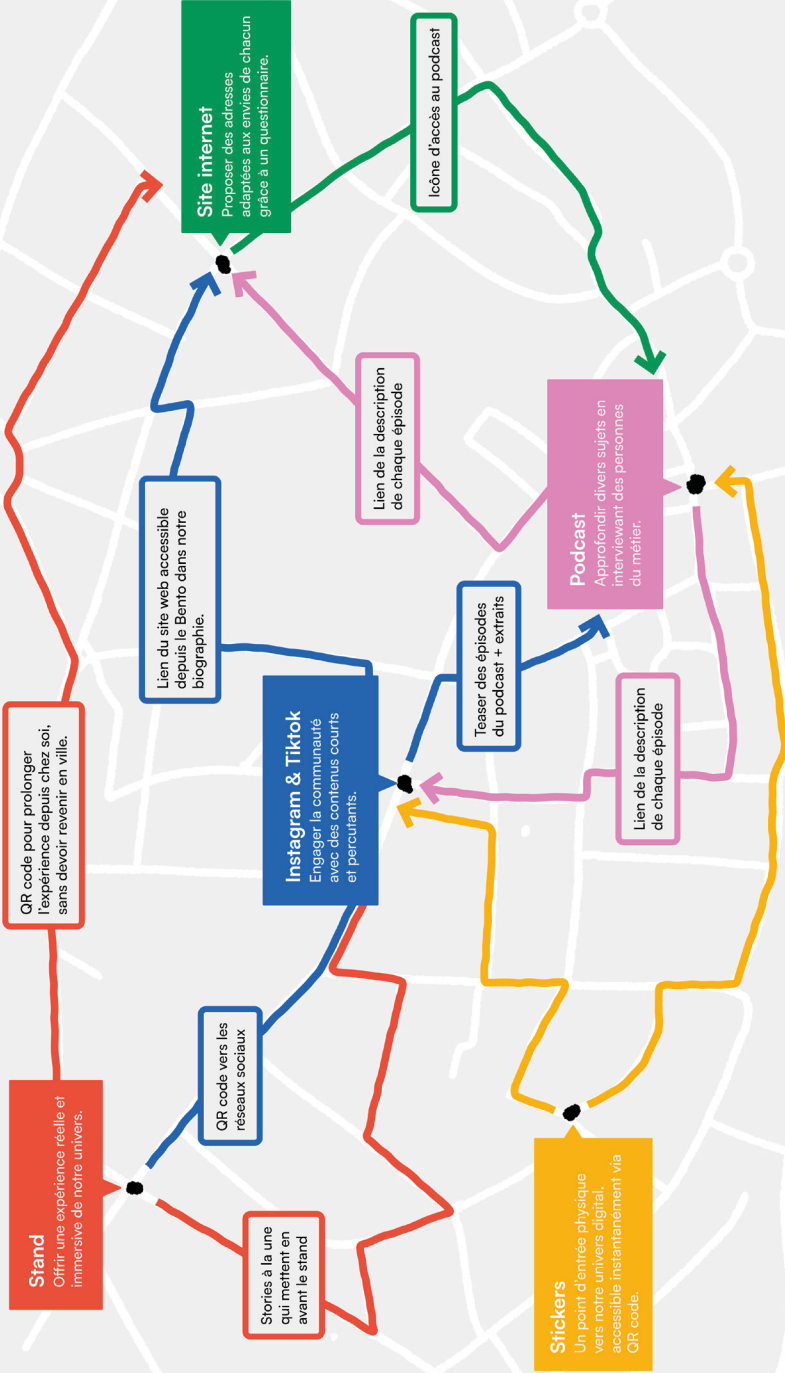 Stand
Offrir une expérience réelle et
immersive de notre univers.
QR code pour prolonger
l'expérience depuis chez soi,
sans devoir revenir en ville.
Stories à la une
qui mettent en
avant le stand
QR code vers les
réseaux sociaux
Instagram & Tiktok
Engager la communauté
avec des contenus courts
et percutants.
Lien du site web accessible
depuis le Bento dans notre
biographie.
Site internet
Proposer des adresses
adaptées aux envies de chacun
grâce à un questionnaire.
Icône d'accès au podcast
Lien de la description
de chaque épisode
Teaser des épisodes
du podcast + extraits
Podcast
Approfondir divers sujets en
interviewant des personnes
du métier.
Lien de la description
de chaque épisode
Stickers
Un point d'entrée physique
vers notre univers digital,
accessible instantanément via
QR code.